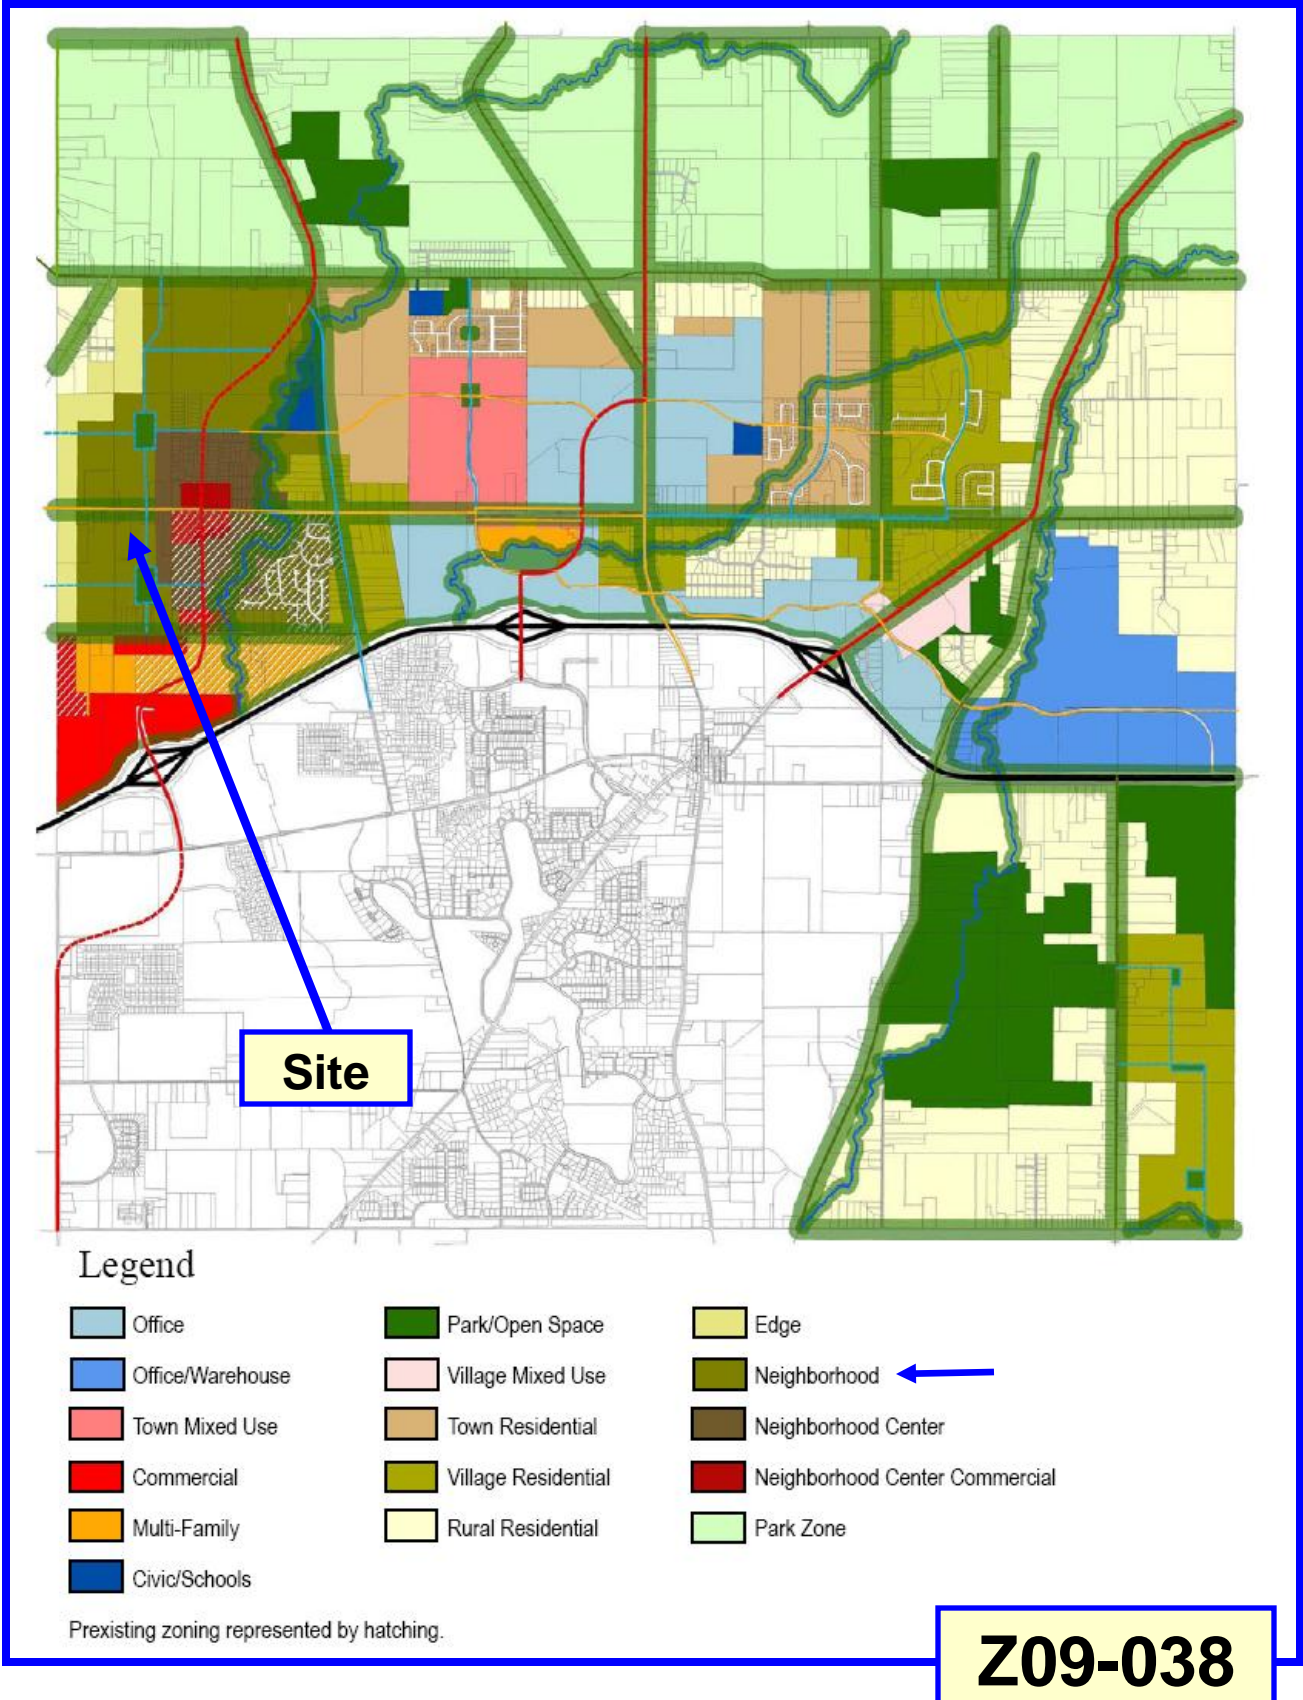 Site
Legend
Office
Park/Open Space
Edge
Office/Warehouse
Village Mixed Use
Neighborhood
Town Mixed Use
Town Residential
Neighborhood Center
Commercial
Village Residential
Neighborhood Center Commercial
Multi-Family
Rural Residential
Park Zone
Civic/Schools
Prexisting zoning represented by hatching.
Z09-038